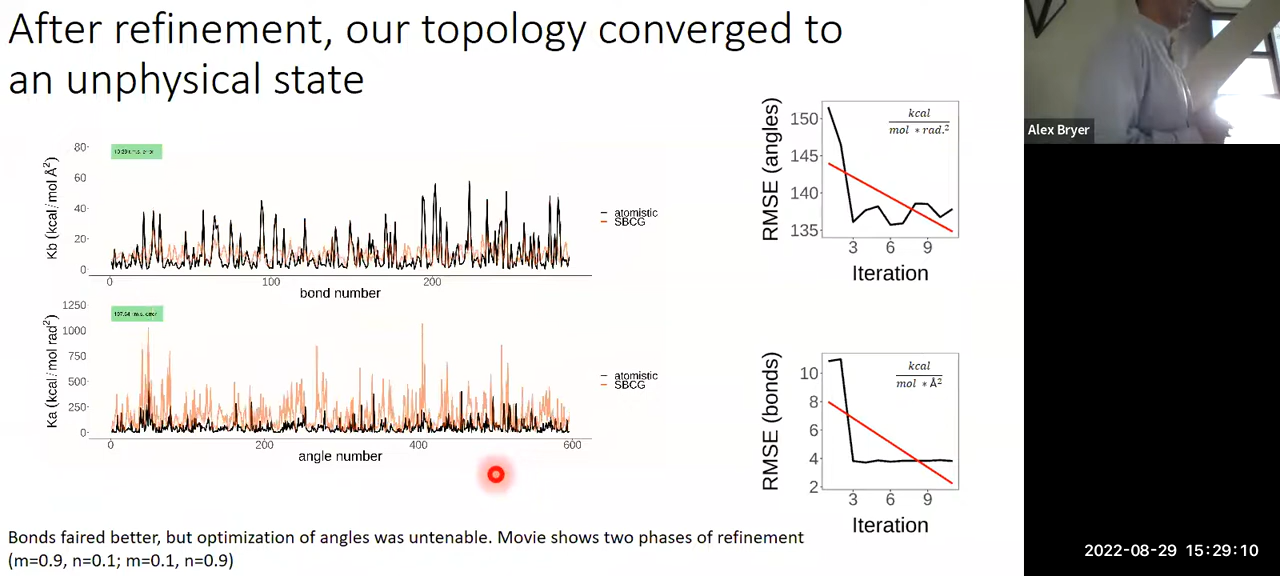 After refinement, our topology converged to
an unphysical state
Kb (kcal/mol Å²)
80
60
40
20
0
0
100
200
bond number
atomistic
SBCG
Ka (kcal/mol rad²)
1250
1000
750
500
250
0
0
200
400
600
angle number
atomistic
SBCG
RMSE (angles)
150
145
140
135
kcal
mol * rad.²
3
6
9
Iteration
RMSE (bonds)
10
8
6
4
2
kcal
mol * Å²
3
6
9
Iteration
Bonds faired better, but optimization of angles was untenable. Movie shows two phases of refinement
(m=0.9, n=0.1; m=0.1, n=0.9)
Alex Bryer
2022-08-29 15:29:10